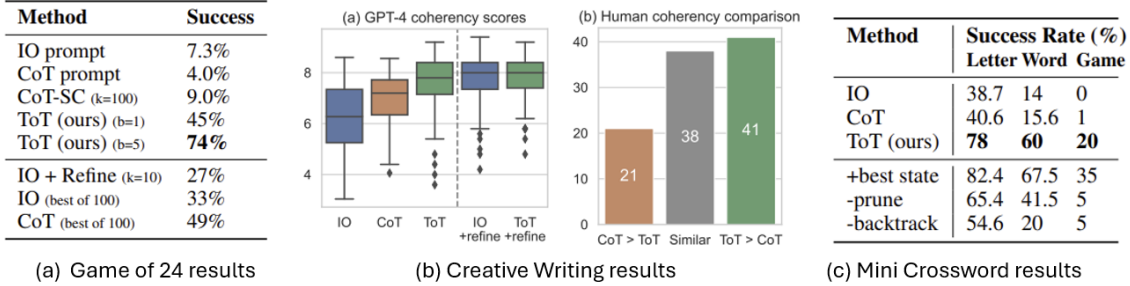 Method Success
IO prompt 7.3%
CoT prompt 4.0%
CoT-SC (k=100) 9.0%
ToT (ours) (b=1) 45%
ToT (ours) (b=5) 74%
IO + Refine (k=10) 27%
IO (best of 100) 33%
CoT (best of 100) 49%
(a) Game of 24 results
(a) GPT-4 coherency scores
8
6
4
IO CoT ToT IO +refine ToT +refine
(b) Human coherency comparison
40
30
20
10
0
21
38
41
CoT > ToT Similar ToT > CoT
(b) Creative Writing results
Method Success Rate (%)
Letter Word Game
IO 38.7 14 0
CoT 40.6 15.6 1
ToT (ours) 78 60 20
+best state 82.4 67.5 35
-prune 65.4 41.5 5
-backtrack 54.6 20 5
(c) Mini Crossword results